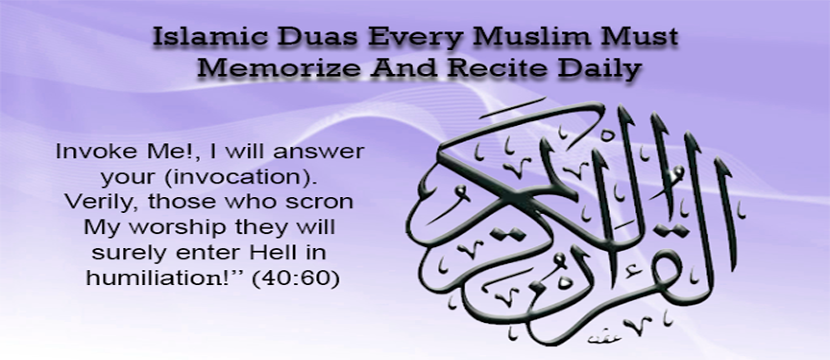 Islamic Duas Every Muslim Must
Memorize And Recite Daily
Invoke Me!, I will answer
your (invocation).
Verily, those who scron
My worship they will
surely enter Hell in
humiliation!’’ (40:60)
القرآن الكريم